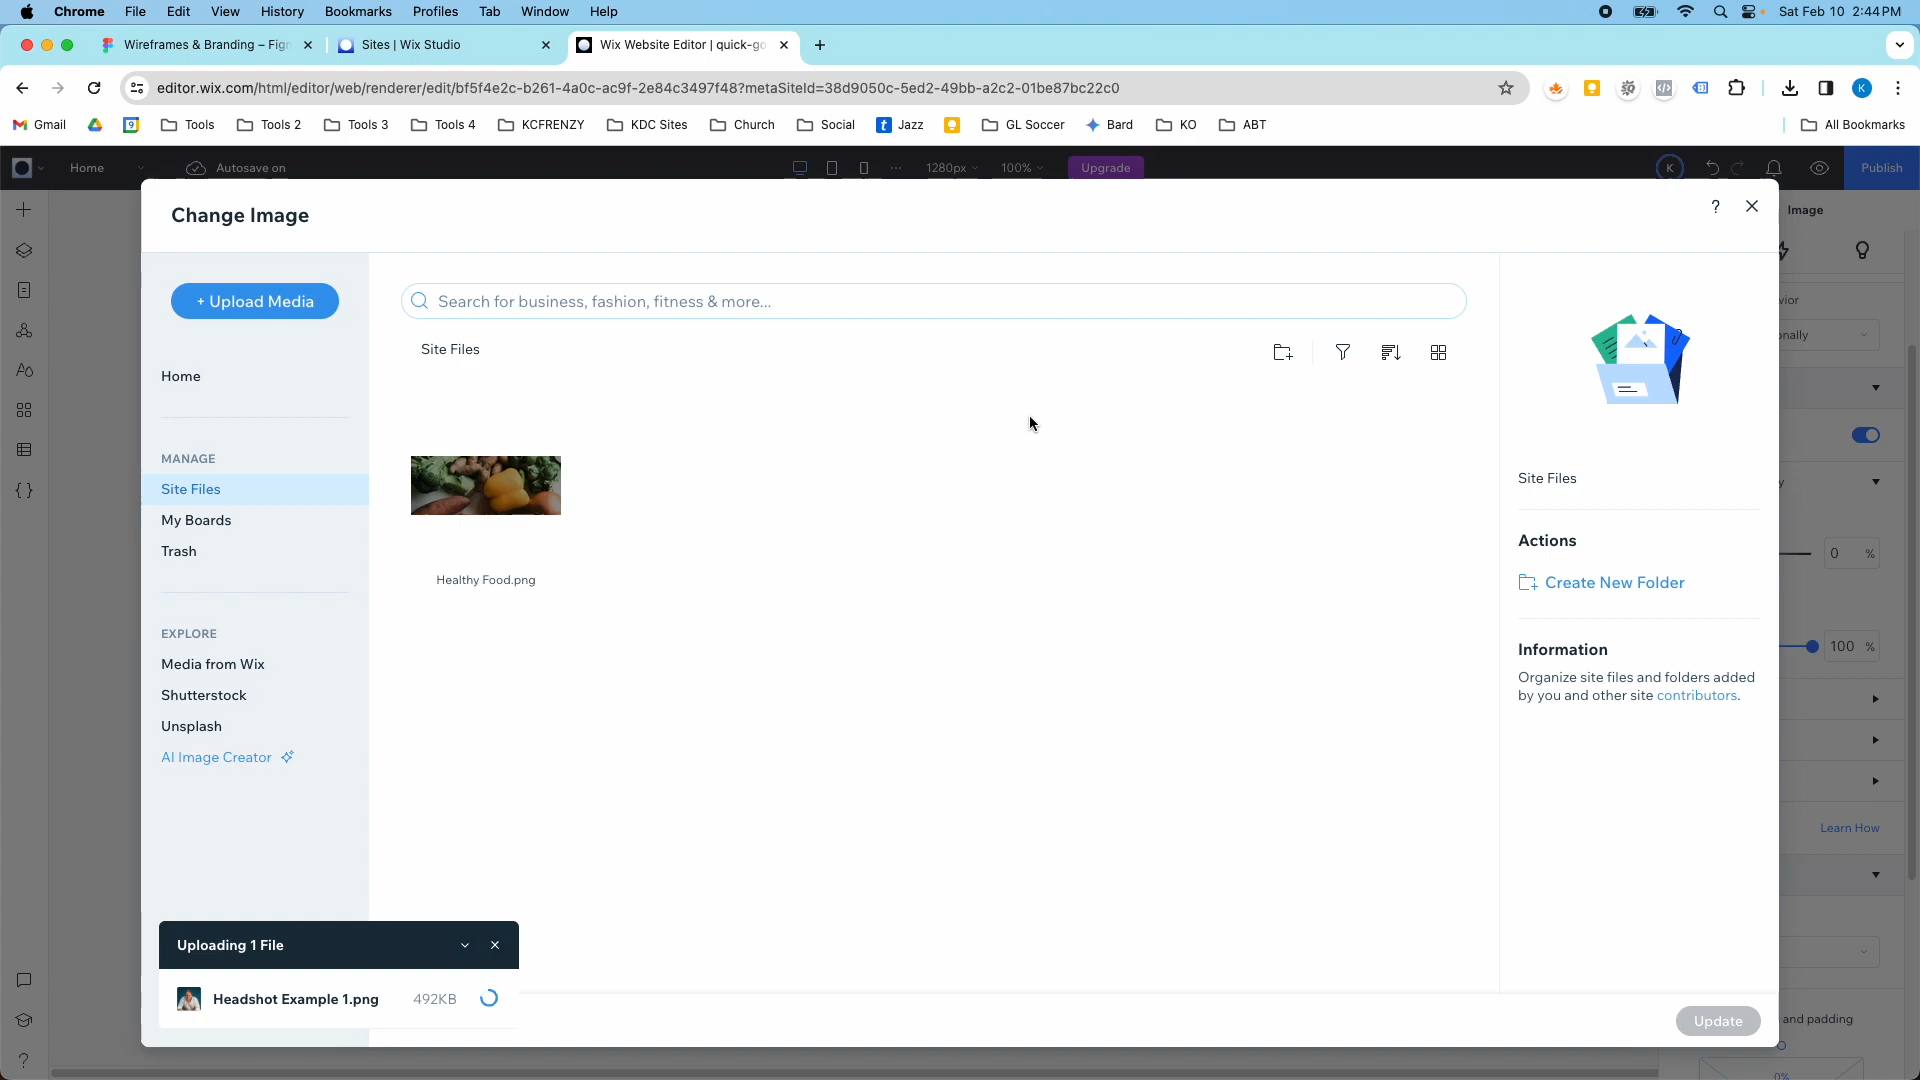 Chrome File Edit View History Bookmarks Profiles Tab Window Help Sat Feb 10 2:44 PM
Wireframes & Branding – Fig Sites | Wix Studio Wix Website Editor | quick-go
editor.wix.com/html/editor/web/renderer/edit/bf5f4e2c-b261-4a0c-ac9f-2e84c3497f48?metaSiteId=38d9050c-5ed2-49bb-a2c2-01be87bc22c0 K
Gmail 9 Tools Tools 2 Tools 3 Tools 4 KCFRENZY KDC Sites Church Social t Jazz GL Soccer Bard KO ABT All Bookmarks
Home Autosave on 1280px 100% Upgrade K Publish
Change Image ? Image
+ Upload Media
Search for business, fashion, fitness & more...
vior
onally
Site Files
Home
MANAGE
Site Files
My Boards
Trash
EXPLORE
Media from Wix
Shutterstock
Unsplash
AI Image Creator
Healthy Food.png
Site Files
y
Actions
0 %
Create New Folder
100 %
Information
Organize site files and folders added
by you and other site contributors.
Learn How
Uploading 1 File
Headshot Example 1.png 492KB
Update
and padding
?
0%